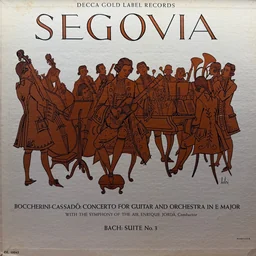 DECCA GOLD LABEL RECORDS
SEGOVIA
BOCCHERINI-CASSADÓ: CONCERTO FOR GUITAR AND ORCHESTRA IN E MAJOR
WITH THE SYMPHONY OF THE AIR, ENRIQUE JORDÁ, Conductor
BACH: SUITE No. 3